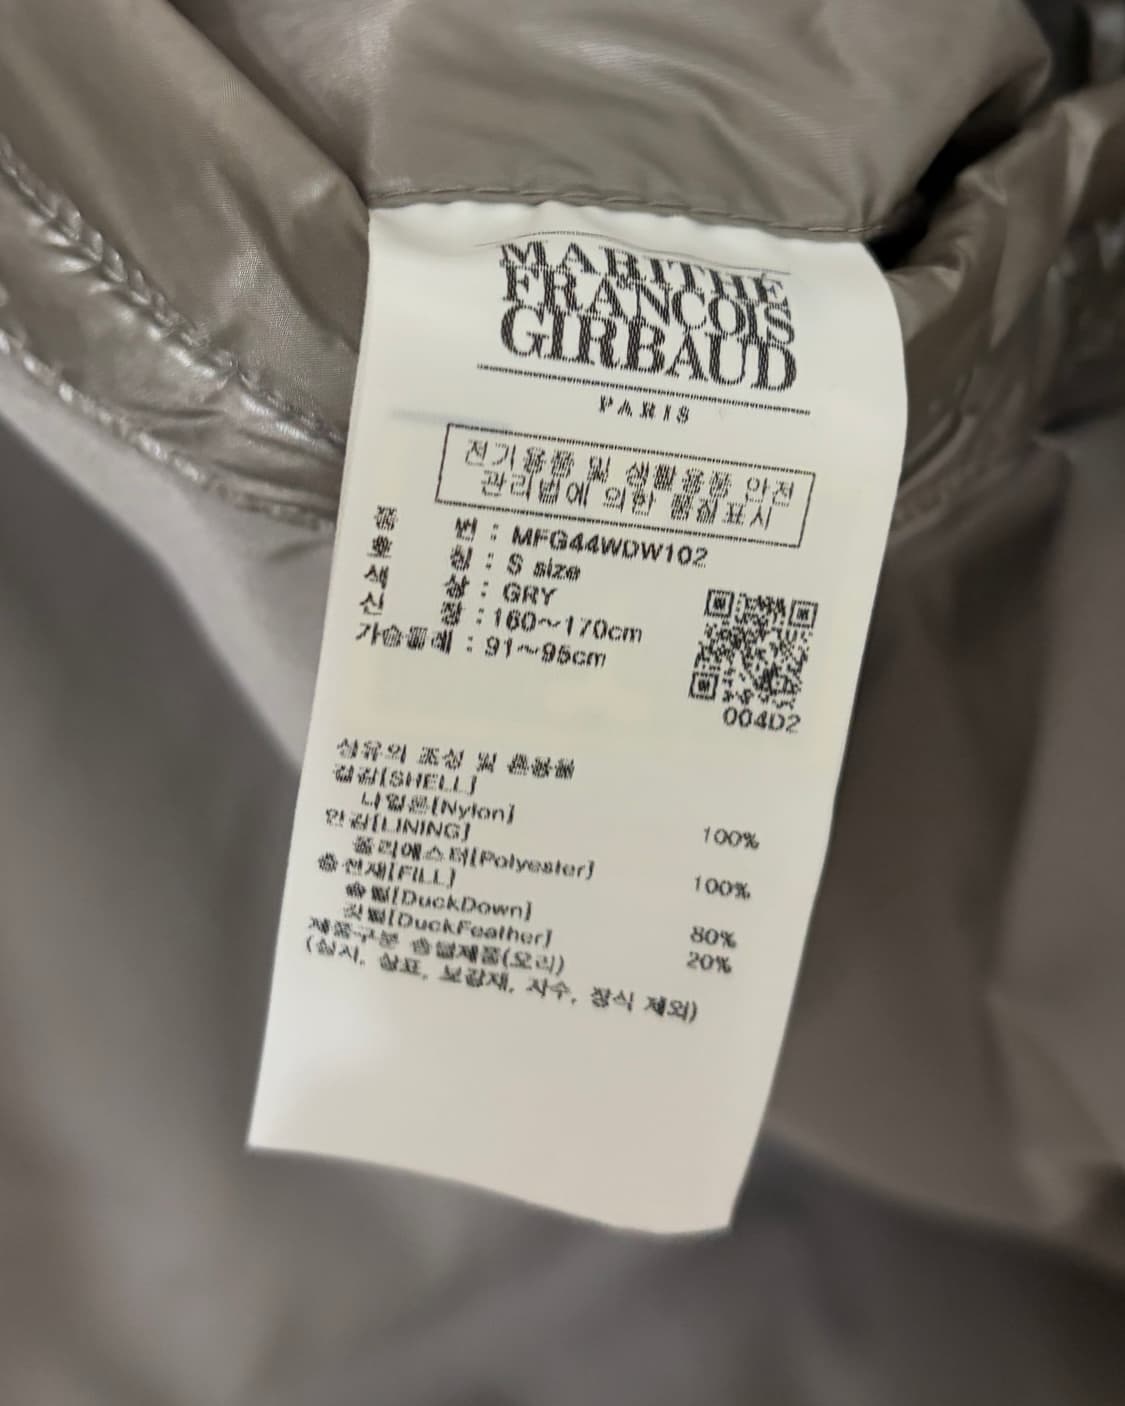 MARITHÉ
FRANCOIS
GIRBAUD
PARIS
전기용품 및 생활용품 안전
관리법에 의한 품질표시
품 번 : MFG44WDW102
호 칭 : S size
색 상 : GRY
신 장 : 160~170cm
가슴둘레 : 91~95cm
004D2
섬유의 조성 및 혼용률
겉감[SHELL]
나일론[Nylon] 100%
안감[LINING]
폴리에스터[Polyester] 100%
충전재[FILL]
솜털[DuckDown] 80%
깃털[DuckFeather] 20%
제품구분 솜털제품(오리)
(심지, 상표, 보강재, 자수, 장식 제외)